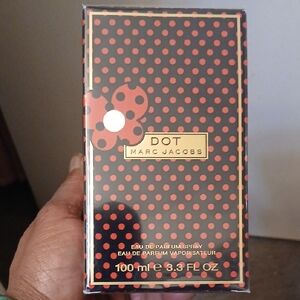 DOT
MARC JACOBS
EAU DE PARFUM SPRAY
EAU DE PARFUM VAPORISATEUR
100 ml e 3.3 FL OZ